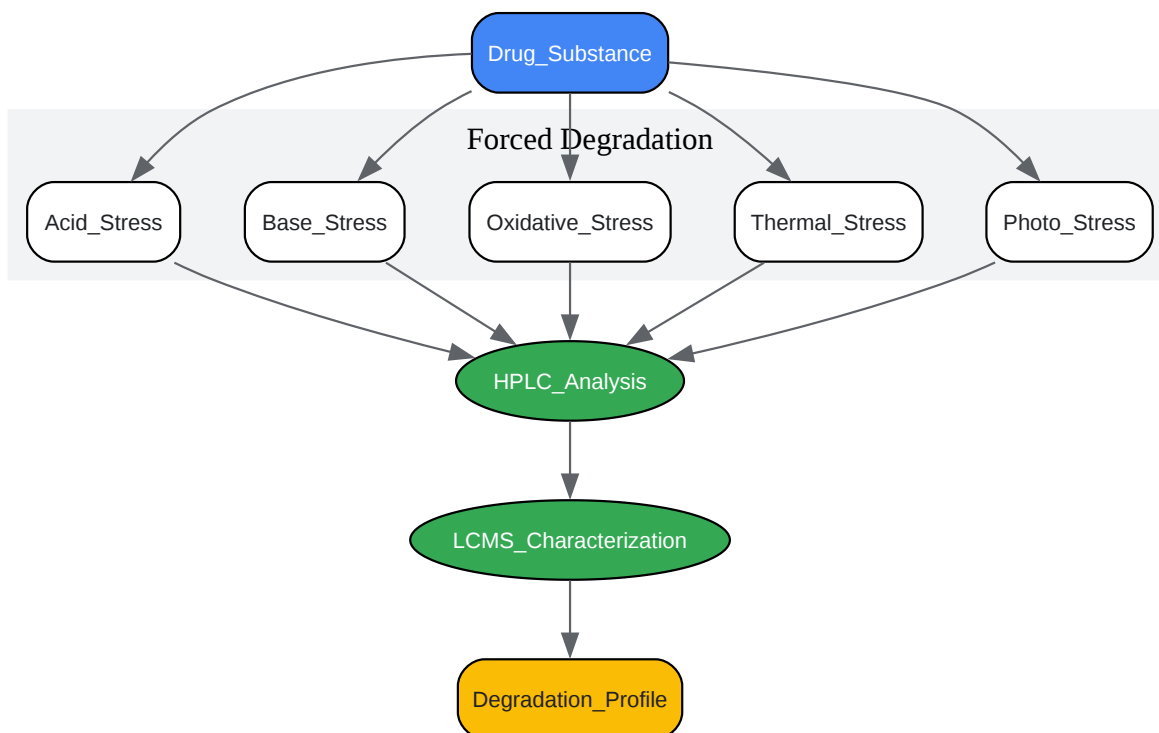 Drug_Substance
Forced Degradation
Acid_Stress
Base_Stress
Oxidative_Stress
Thermal_Stress
Photo_Stress
HPLC_Analysis
LCMS_Characterization
Degradation_Profile